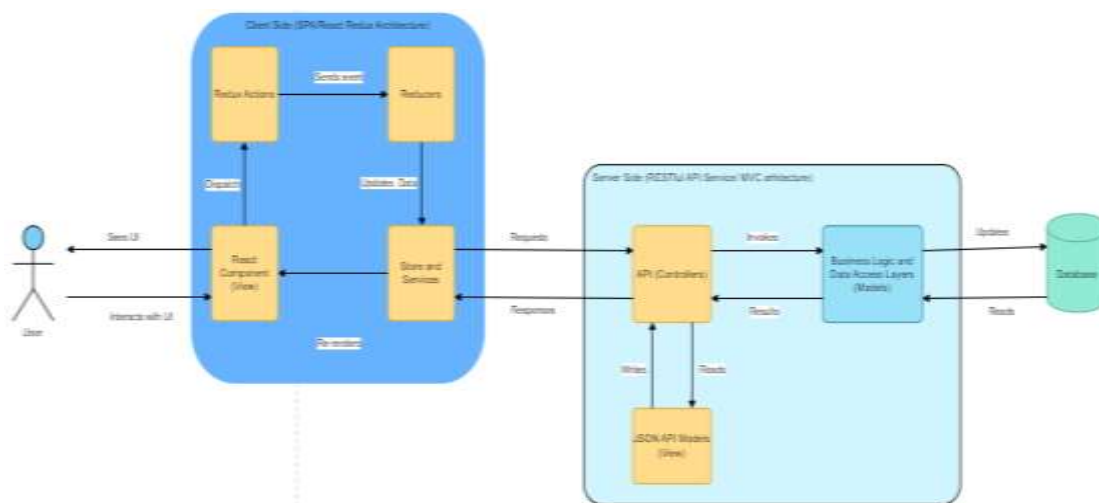 Client Side (SPA/React Redux Architecture)
Sends event
Redux Actions
Reducers
Dispatch
Updates Data
Server Side (RESTful API Service/ MVC
Sees UI
React
Component
(View)
Store and
Services
Requests
API (Controllers)
Invokes
Business Logic and
Data Access Layers
(Models)
Updates
Database
Interacts with UI
User
Responses
Results
Reads
Re-renders
Writes
Reads
JSON API Models
(View)